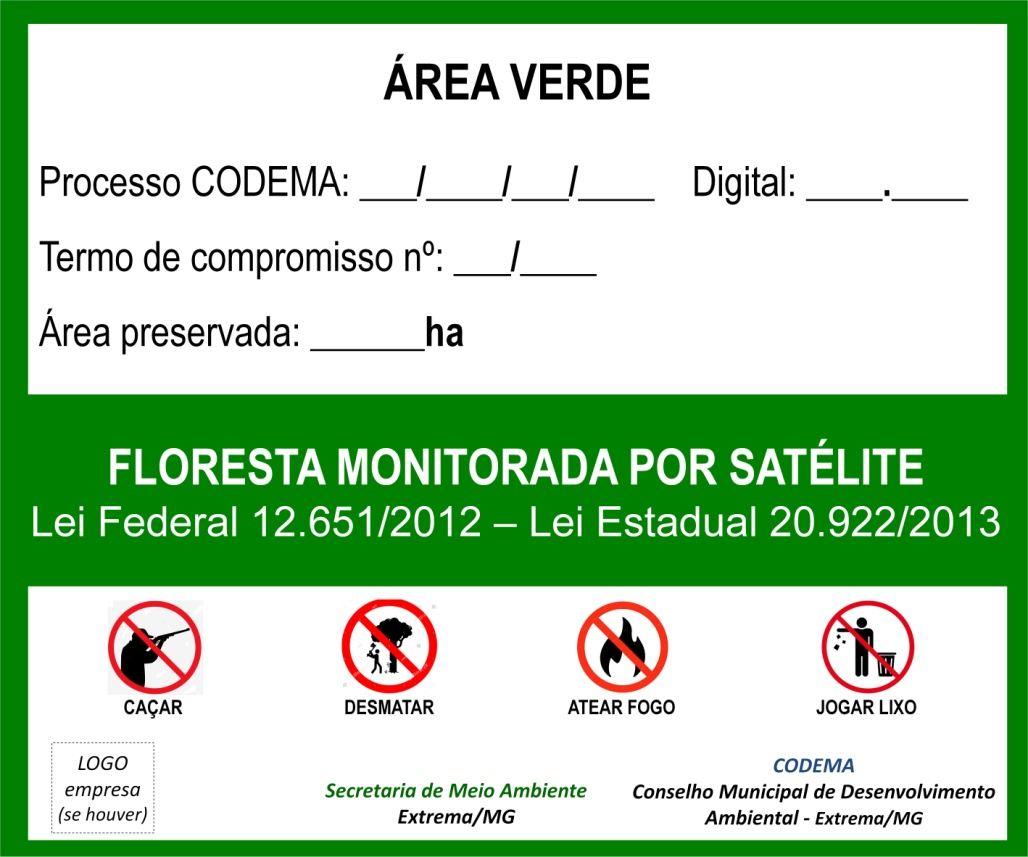 ÁREA VERDE
Processo CODEMA: ___/____/___/____ Digital: ____.____
Termo de compromisso nº: ___/____
Área preservada: ______ha
FLORESTA MONITORADA POR SATÉLITE
Lei Federal 12.651/2012 – Lei Estadual 20.922/2013
CAÇAR DESMATAR ATEAR FOGO JOGAR LIXO
LOGO
empresa
(se houver)
Secretaria de Meio Ambiente
Extrema/MG
CODEMA
Conselho Municipal de Desenvolvimento
Ambiental - Extrema/MG